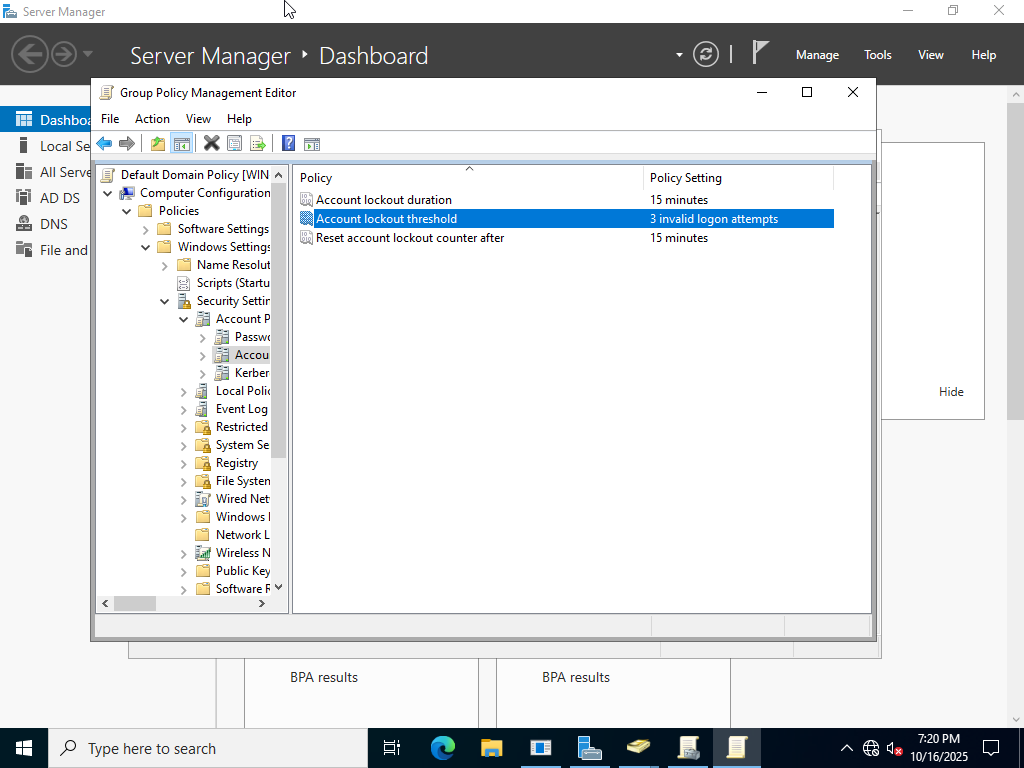 Server Manager
Server Manager • Dashboard
Manage
Tools
View
Help
Group Policy Management Editor
File
Action
View
Help
Dashboa
Local Se
All Serve
AD DS
DNS
File and
Default Domain Policy [WIN
Computer Configuration
Policies
Software Settings
Windows Settings
Name Resolut
Scripts (Startu
Security Settin
Account P
Passwo
Accou
Kerber
Local Polic
Event Log
Restricted
System Se
Registry
File System
Wired Net
Windows
Network L
Wireless N
Public Key
Software R
Policy
Policy Setting
Account lockout duration
15 minutes
Account lockout threshold
3 invalid logon attempts
Reset account lockout counter after
15 minutes
Hide
BPA results
BPA results
Type here to search
7:20 PM
10/16/2025